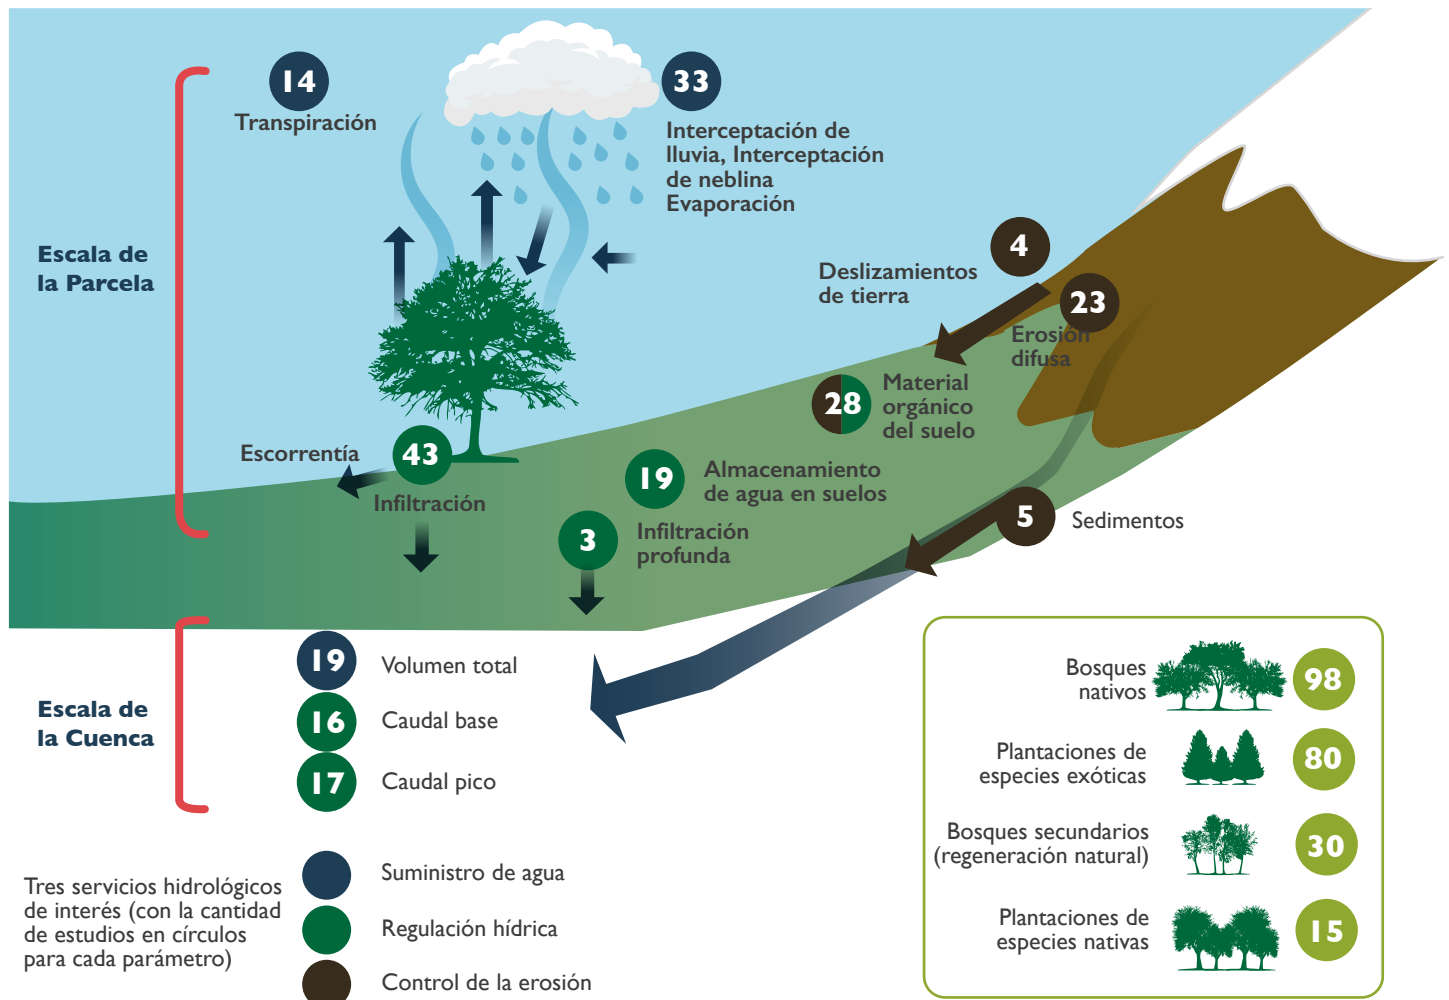 14
Transpiración
33
Interceptación de
lluvia, Interceptación
de neblina
Evaporación
Escala de
la Parcela
4
Deslizamientos
de tierra
23
Erosión
difusa
28
Material
orgánico
del suelo
Escorrentía
43
Infiltración
19
Almacenamiento
de agua en suelos
3
Infiltración
profunda
5
Sedimentos
Escala de
la Cuenca
19
Volumen total
16
Caudal base
17
Caudal pico
Tres servicios hidrológicos
de interés (con la cantidad
de estudios en círculos
para cada parámetro)
Suministro de agua
Regulación hídrica
Control de la erosión
Bosques
nativos
98
Plantaciones de
especies exóticas
80
Bosques secundarios
(regeneración natural)
30
Plantaciones de
especies nativas
15